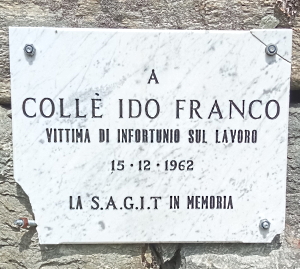 A
COLLÈ IDO FRANCO
VITTIMA DI INFORTUNIO SUL LAVORO
15 · 12 · 1962
LA S.A.G.I.T IN MEMORIA